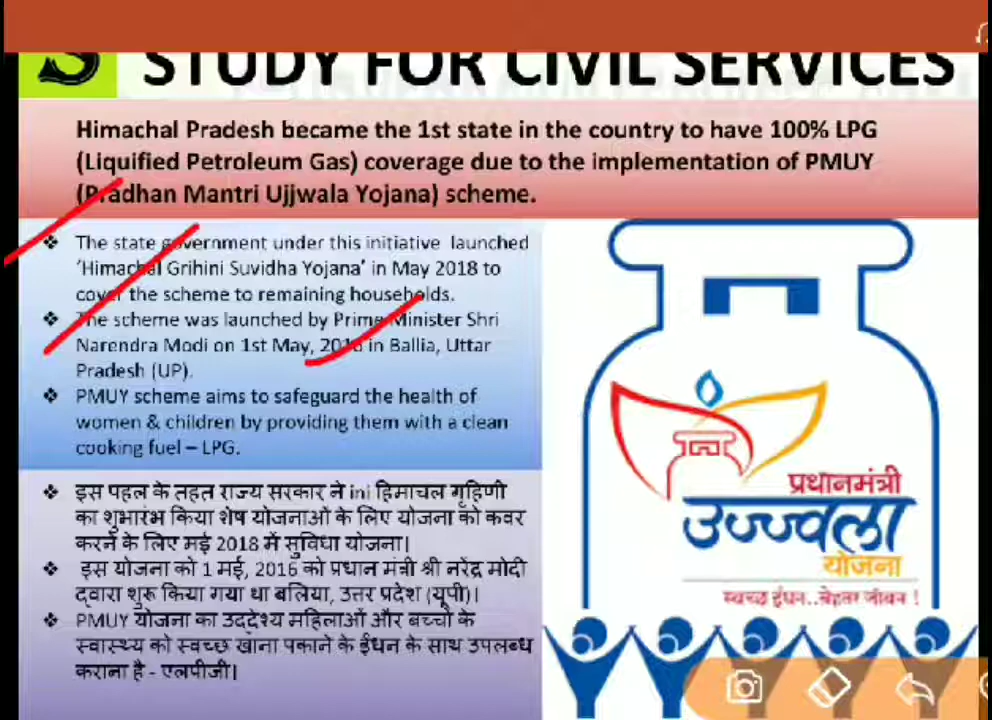 STUDY FOR CIVIL SERVICES
Himachal Pradesh became the 1st state in the country to have 100% LPG
(Liquified Petroleum Gas) coverage due to the implementation of PMUY
(Pradhan Mantri Ujjwala Yojana) scheme.
❖ The state government under this initiative launched
'Himachal Grihini Suvidha Yojana' in May 2018 to
cover the scheme to remaining households.
❖ The scheme was launched by Prime Minister Shri
Narendra Modi on 1st May, 2016 in Ballia, Uttar
Pradesh (UP).
❖ PMUY scheme aims to safeguard the health of
women & children by providing them with a clean
cooking fuel – LPG.
❖ इस पहल के तहत राज्य सरकार ने ini हिमाचल गृहिणी
का शुभारंभ किया शेष योजनाओं के लिए योजना को कवर
करने के लिए मई 2018 में सुविधा योजना।
❖ इस योजना को 1 मई, 2016 को प्रधान मंत्री श्री नरेंद्र मोदी
द्वारा शुरू किया गया था बलिया, उत्तर प्रदेश (यूपी)।
❖ PMUY योजना का उद्देश्य महिलाओं और बच्चों के
स्वास्थ्य को स्वच्छ खाना पकाने के ईंधन के साथ उपलब्ध
कराना है - एलपीजी।
प्रधानमंत्री
उज्ज्वला
योजना
स्वच्छ ईंधन..बेहतर जीवन !